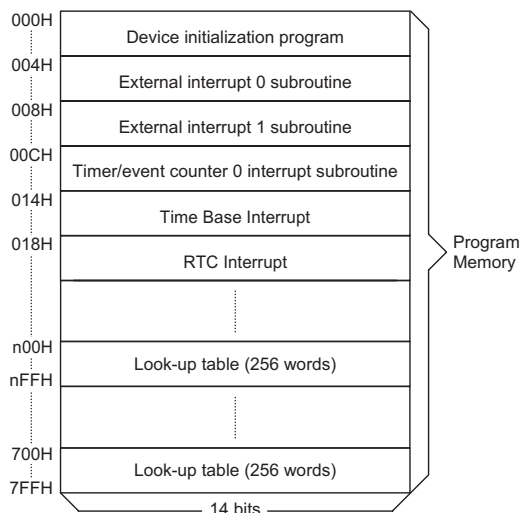 000H
Device initialization program
004H
External interrupt 0 subroutine
008H
External interrupt 1 subroutine
00CH
Timer/event counter 0 interrupt subroutine
014H
Time Base Interrupt
018H
RTC Interrupt
Program
Memory
n00H
Look-up table (256 words)
nFFH
700H
Look-up table (256 words)
7FFH
14 bits